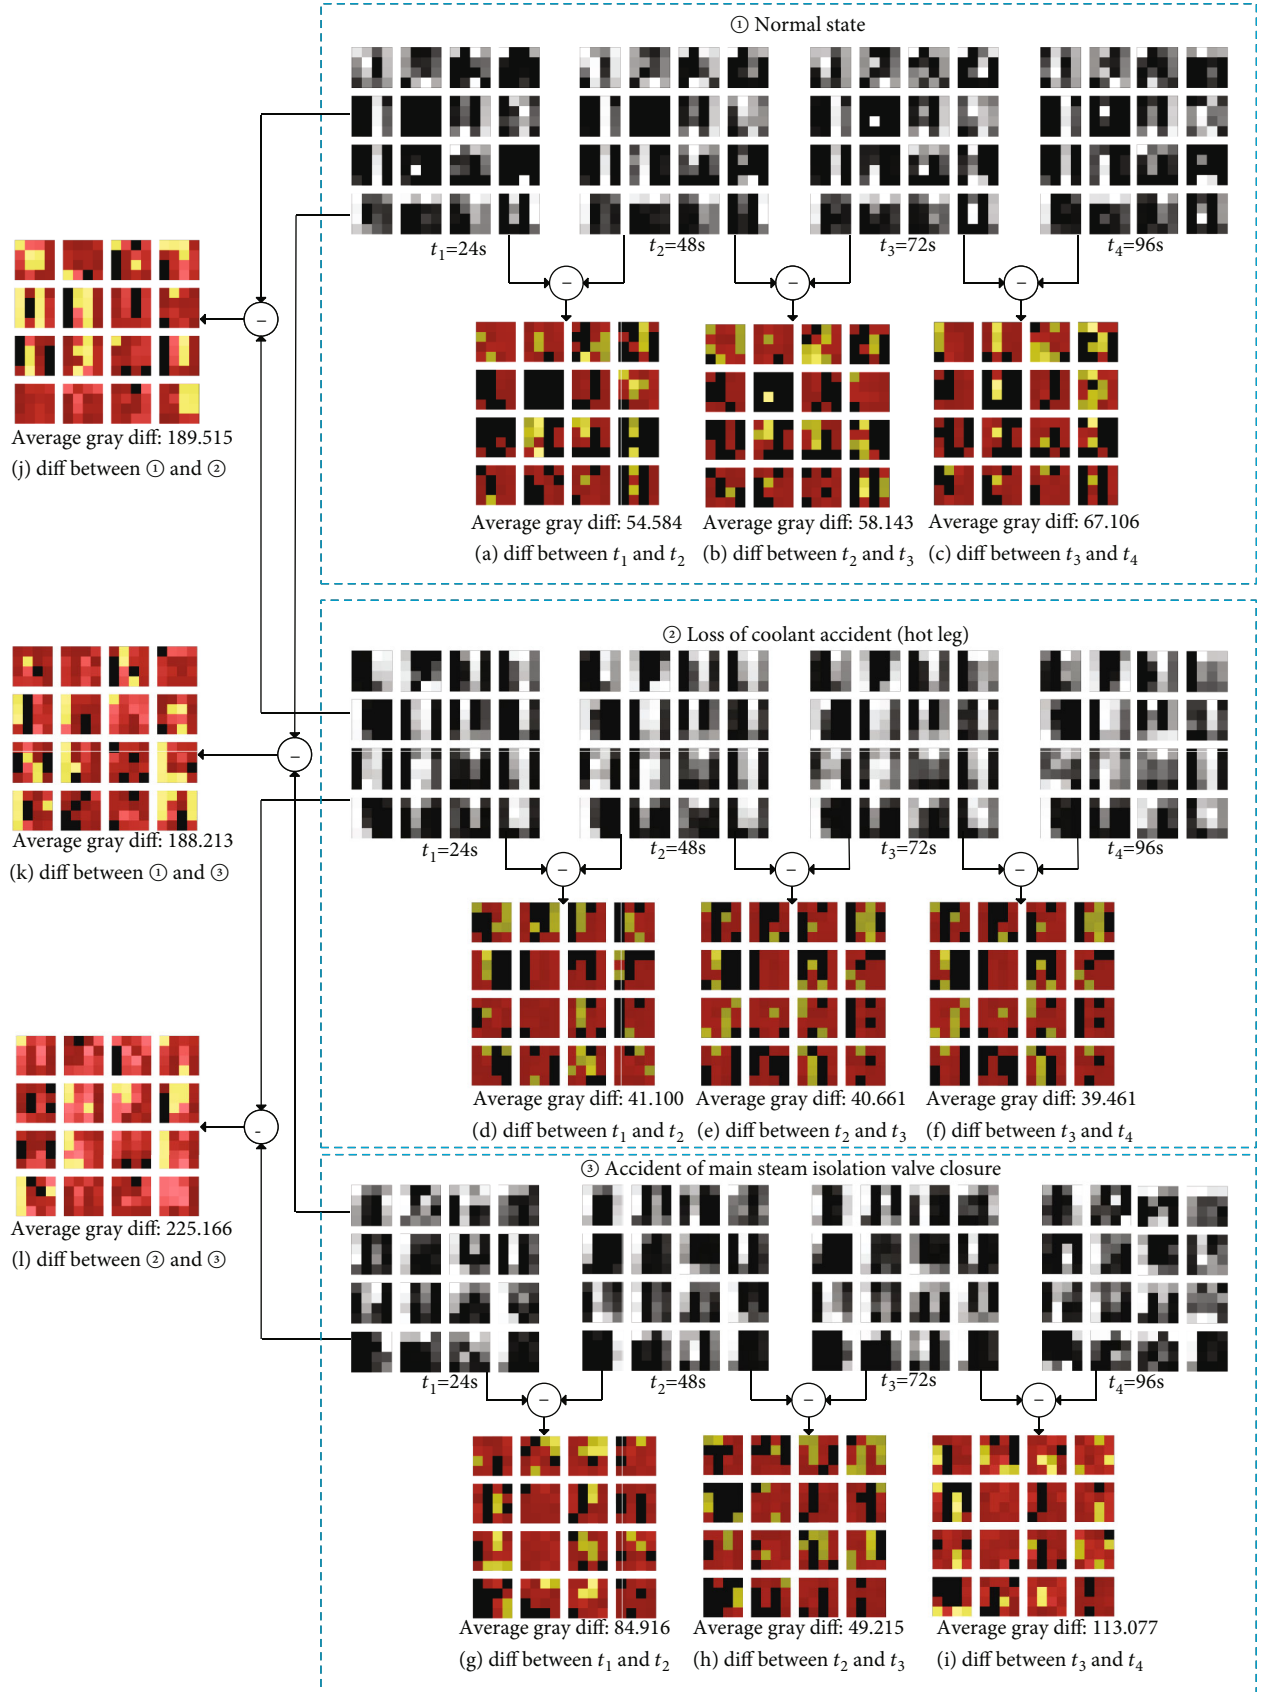 ① Normal state
t₁=24s
t₂=48s
t₃=72s
t₄=96s
−
−
−
Average gray diff: 54.584
(a) diff between t₁ and t₂
Average gray diff: 58.143
(b) diff between t₂ and t₃
Average gray diff: 67.106
(c) diff between t₃ and t₄
−
Average gray diff: 189.515
(j) diff between ① and ②
② Loss of coolant accident (hot leg)
t₁=24s
t₂=48s
t₃=72s
t₄=96s
−
−
−
Average gray diff: 41.100
(d) diff between t₁ and t₂
Average gray diff: 40.661
(e) diff between t₂ and t₃
Average gray diff: 39.461
(f) diff between t₃ and t₄
−
Average gray diff: 188.213
(k) diff between ① and ③
③ Accident of main steam isolation valve closure
t₁=24s
t₂=48s
t₃=72s
t₄=96s
−
−
−
Average gray diff: 84.916
(g) diff between t₁ and t₂
Average gray diff: 49.215
(h) diff between t₂ and t₃
Average gray diff: 113.077
(i) diff between t₃ and t₄
-
Average gray diff: 225.166
(l) diff between ② and ③